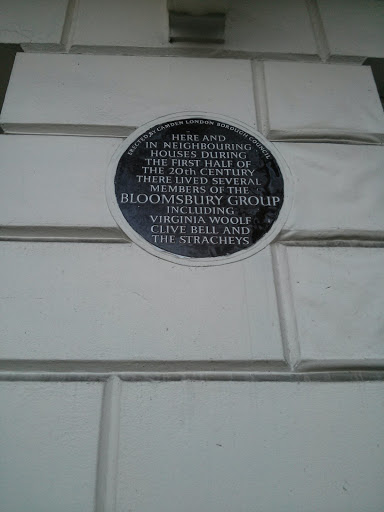 ERECTED BY CAMDEN LONDON BOROUGH COUNCIL
HERE AND
IN NEIGHBOURING
HOUSES DURING
THE FIRST HALF OF
THE 20th CENTURY
THERE LIVED SEVERAL
MEMBERS OF THE
BLOOMSBURY GROUP
INCLUDING
VIRGINIA WOOLF
CLIVE BELL AND
THE STRACHEYS